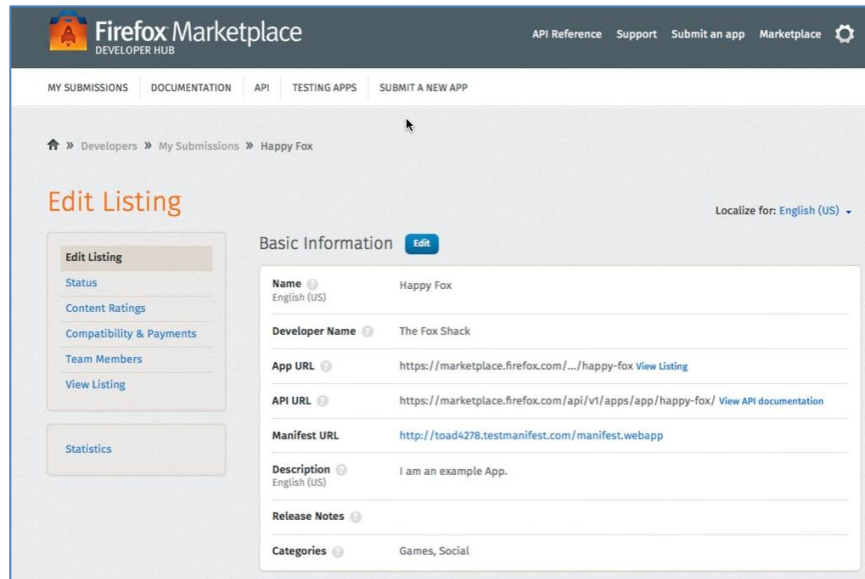 Firefox Marketplace
DEVELOPER HUB
API Reference Support Submit an app Marketplace
MY SUBMISSIONS DOCUMENTATION API TESTING APPS SUBMIT A NEW APP
» Developers » My Submissions » Happy Fox
Edit Listing
Localize for: English (US)
Edit Listing
Status
Content Ratings
Compatibility & Payments
Team Members
View Listing
Statistics
Basic Information Edit
Name ? Happy Fox
English (US)
Developer Name ? The Fox Shack
App URL ? https://marketplace.firefox.com/.../happy-fox View Listing
API URL ? https://marketplace.firefox.com/api/v1/apps/app/happy-fox/ View API documentation
Manifest URL http://toad4278.testmanifest.com/manifest.webapp
Description ? I am an example App.
English (US)
Release Notes ?
Categories ? Games, Social